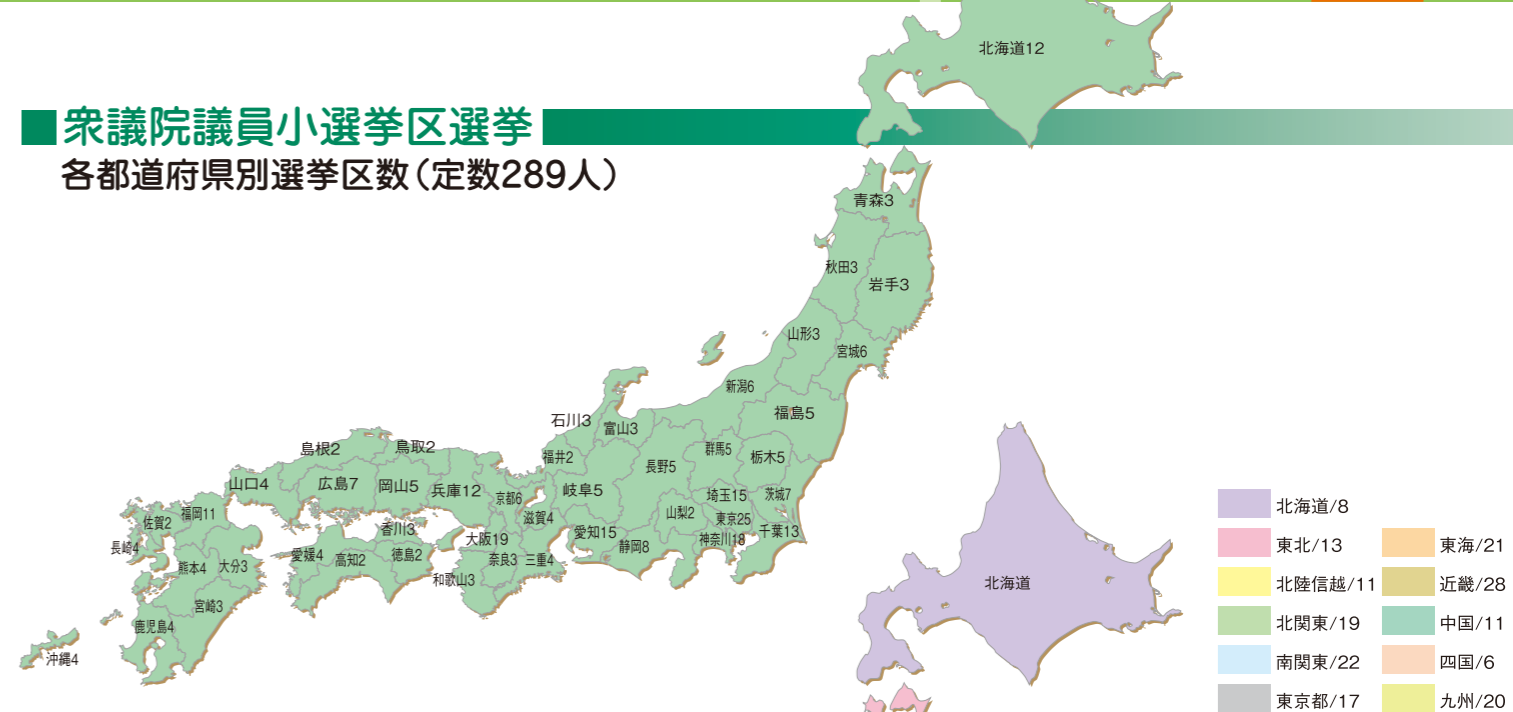 北海道12
■衆議院議員小選挙区選挙
各都道府県別選挙区数（定数289人）
青森3
秋田3
岩手3
山形3
宮城6
新潟6
福島5
石川3
富山3
島根2
鳥取2
福井2
長野5
群馬5
栃木5
山口4
広島7
岡山5
兵庫12
京都6
岐阜5
埼玉15
茨城7
佐賀2
福岡11
香川3
滋賀4
山梨2
東京25
長崎4
愛媛4
高知2
徳島2
大阪19
愛知15
静岡8
神奈川18
千葉13
熊本4
大分3
奈良3
三重4
和歌山3
宮崎3
鹿児島4
沖縄4
北海道
北海道/8
東北/13
東海/21
北陸信越/11
近畿/28
北関東/19
中国/11
南関東/22
四国/6
東京都/17
九州/20